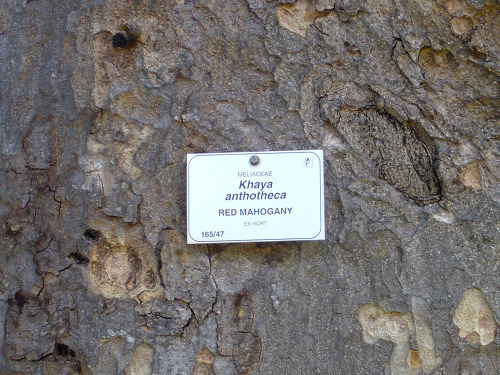 MELIACEAE
Khaya
anthotheca
RED MAHOGANY
EX HORT.
165/47